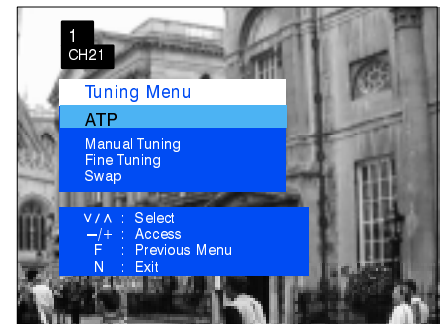 1
CH21
Tuning Menu
ATP
Manual Tuning
Fine Tuning
Swap
∨/∧ : Select
–/+ : Access
F : Previous Menu
N : Exit